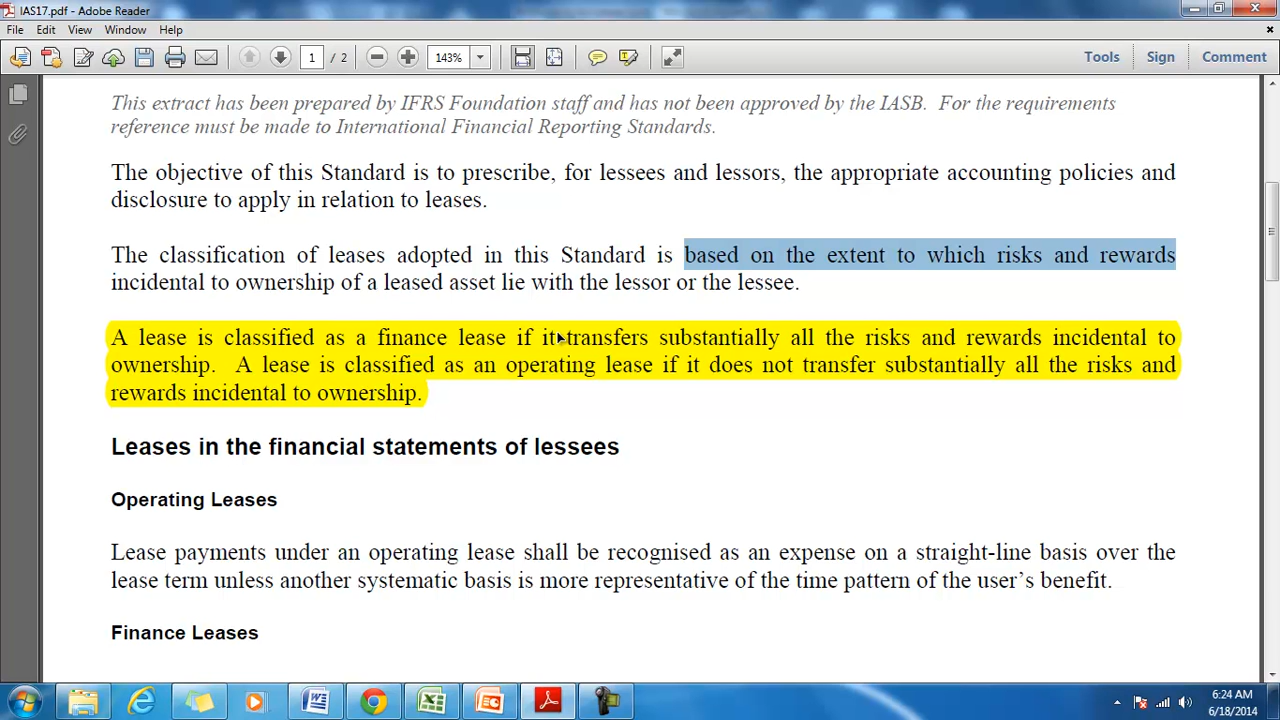 IAS17.pdf - Adobe Reader
File Edit View Window Help
1 / 2 143% Tools Sign Comment
This extract has been prepared by IFRS Foundation staff and has not been approved by the IASB. For the requirements
reference must be made to International Financial Reporting Standards.
The objective of this Standard is to prescribe, for lessees and lessors, the appropriate accounting policies and
disclosure to apply in relation to leases.
The classification of leases adopted in this Standard is based on the extent to which risks and rewards
incidental to ownership of a leased asset lie with the lessor or the lessee.
A lease is classified as a finance lease if it transfers substantially all the risks and rewards incidental to
ownership. A lease is classified as an operating lease if it does not transfer substantially all the risks and
rewards incidental to ownership.
Leases in the financial statements of lessees
Operating Leases
Lease payments under an operating lease shall be recognised as an expense on a straight-line basis over the
lease term unless another systematic basis is more representative of the time pattern of the user's benefit.
Finance Leases
6:24 AM
6/18/2014